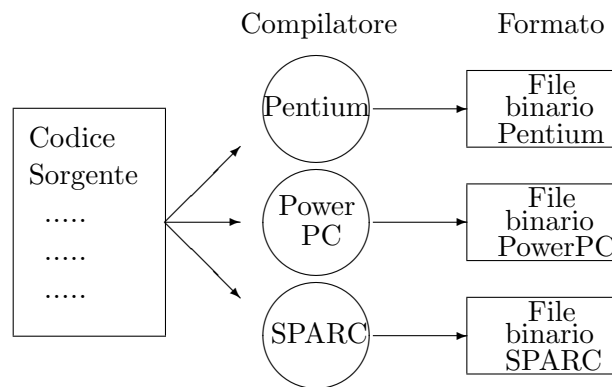 Compilatore
Formato
Codice
Sorgente
.....
.....
.....
Pentium
File
binario
Pentium
Power
PC
File
binario
PowerPC
SPARC
File
binario
SPARC